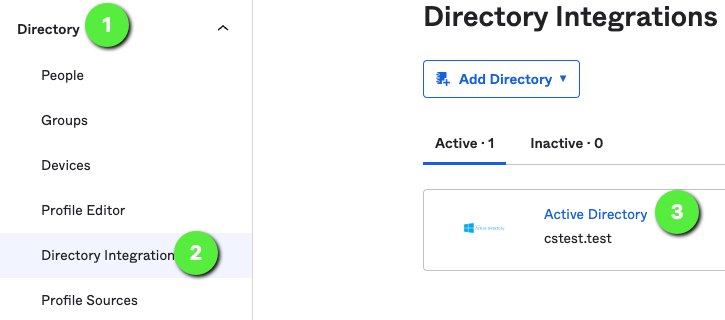 Directory 1
People
Groups
Devices
Profile Editor
Directory Integration 2
Profile Sources
Directory Integrations
Add Directory
Active · 1 Inactive · 0
Active Directory 3
cstest.test